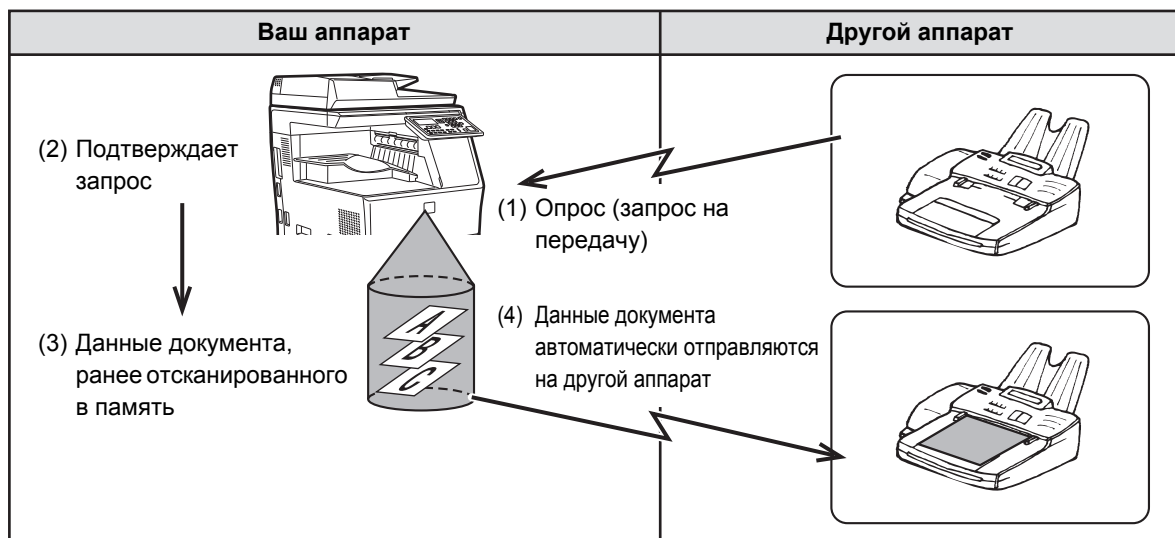 Ваш аппарат
Другой аппарат
(2) Подтверждает
запрос
(1) Опрос (запрос на
передачу)
(3) Данные документа,
ранее отсканированного
в память
A
B
C
(4) Данные документа
автоматически отправляются
на другой аппарат